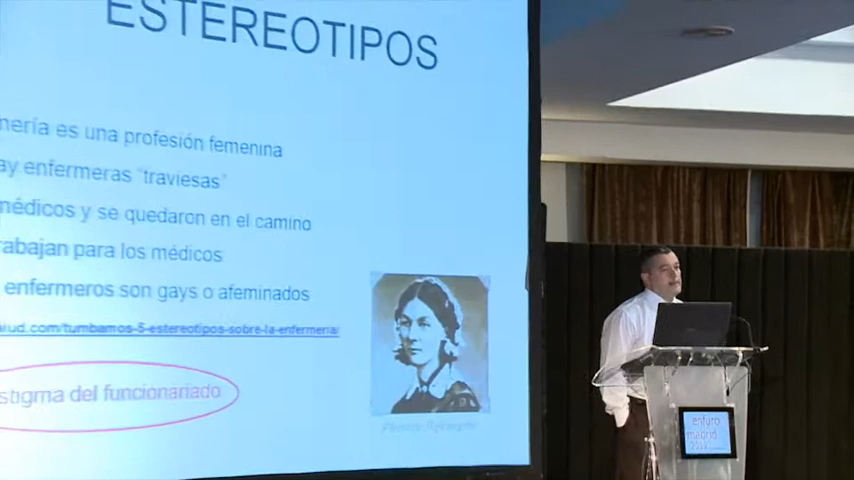 ESTEREOTIPOS
mería es una profesión femenina
ay enfermeras "traviesas"
médicos y se quedaron en el camino
rabajan para los médicos
enfermeros son gays o afeminados
alud.com/tumbamos-5-estereotipos-sobre-la-enfermeria/
stigma del funcionariado
enfuro
madrid